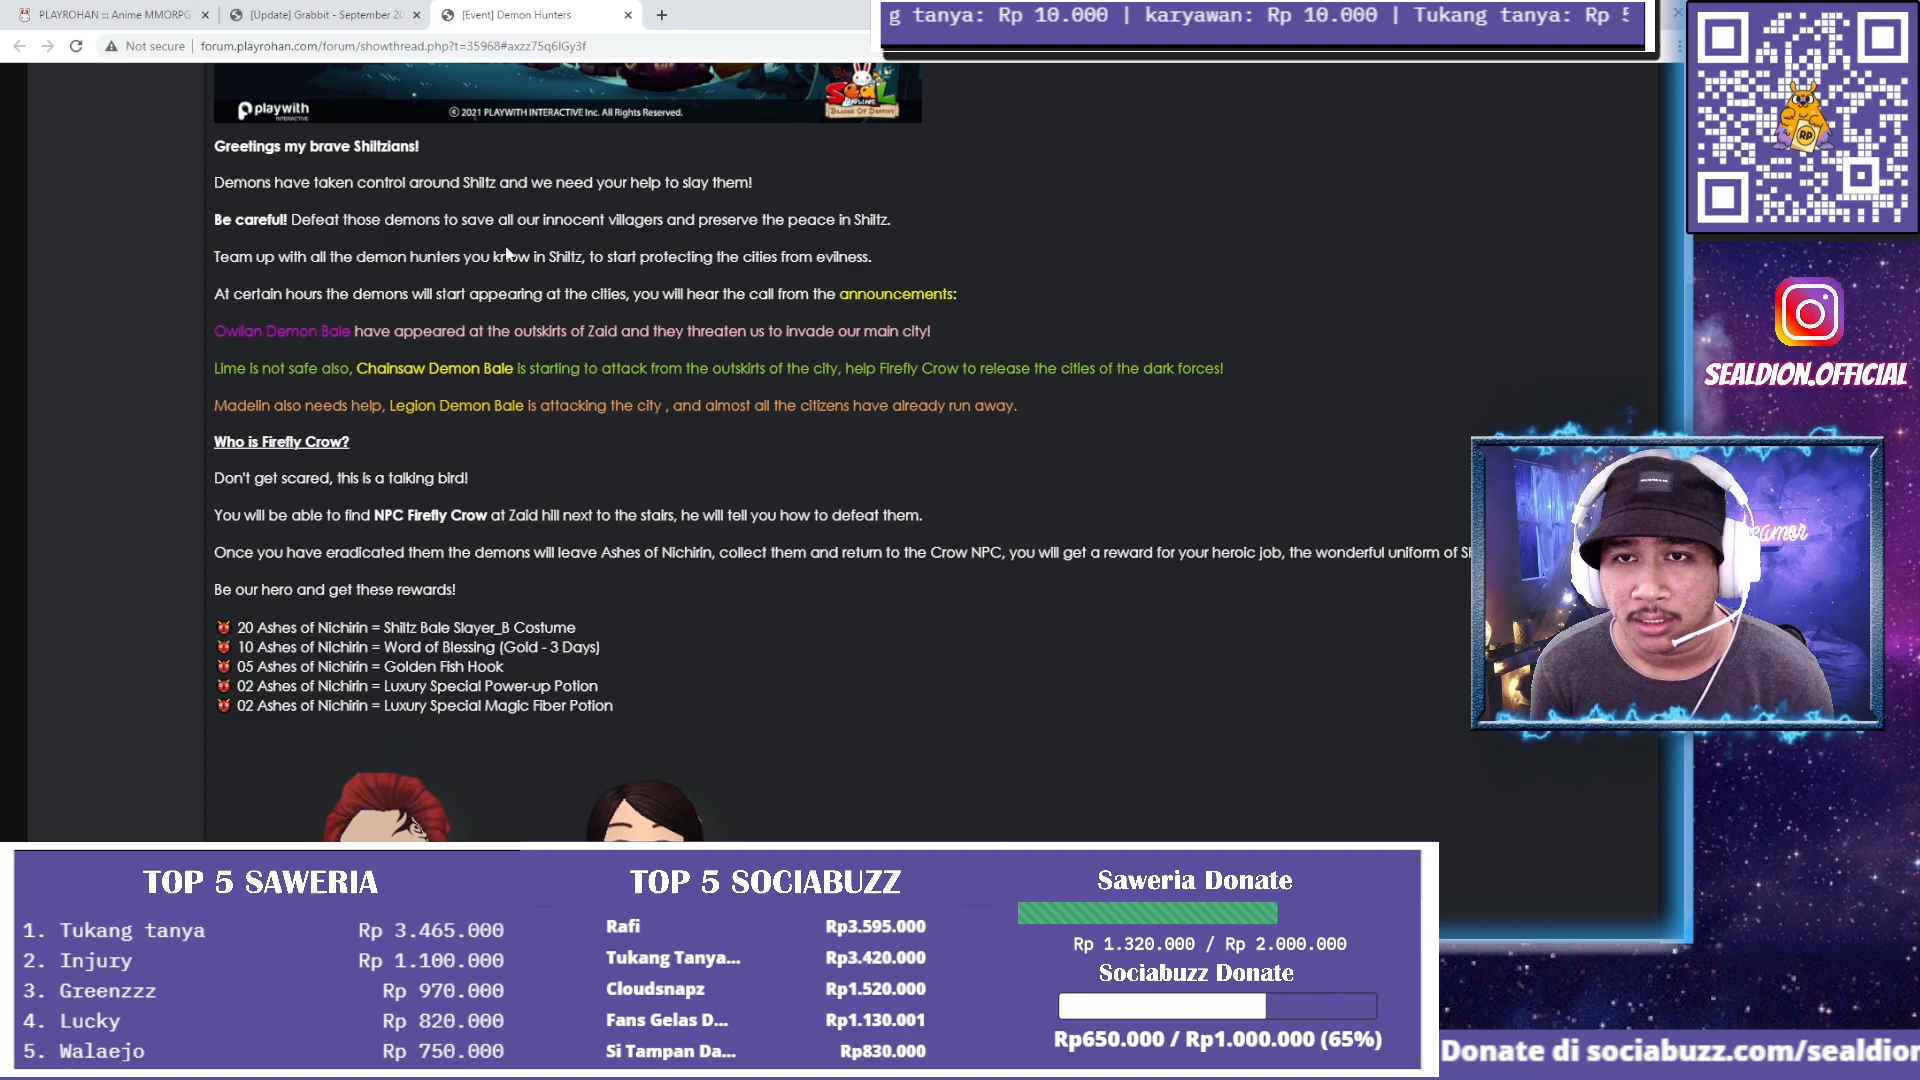 PLAYROHAN ::: Anime MMORPG
[Update] Grabbit - September 20
[Event] Demon Hunters
g tanya: Rp 10.000 | karyawan: Rp 10.000 | Tukang tanya: Rp 5
Not secure
forum.playrohan.com/forum/showthread.php?t=35968#axzz75q6lGy3f
playwith
INTERACTIVE
© 2021 PLAYWITH INTERACTIVE Inc. All Rights Reserved.
SEAL
ONLINE
BLADES OF DESTINY
RP
Greetings my brave Shiltzians!
Demons have taken control around Shiltz and we need your help to slay them!
Be careful! Defeat those demons to save all our innocent villagers and preserve the peace in Shiltz.
Team up with all the demon hunters you know in Shiltz, to start protecting the cities from evilness.
At certain hours the demons will start appearing at the cities, you will hear the call from the announcements:
Owllan Demon Bale have appeared at the outskirts of Zaid and they threaten us to invade our main city!
Lime is not safe also, Chainsaw Demon Bale is starting to attack from the outskirts of the city, help Firefly Crow to release the cities of the dark forces!
Madelin also needs help, Legion Demon Bale is attacking the city , and almost all the citizens have already run away.
Who is Firefly Crow?
Don't get scared, this is a talking bird!
You will be able to find NPC Firefly Crow at Zaid hill next to the stairs, he will tell you how to defeat them.
Once you have eradicated them the demons will leave Ashes of Nichirin, collect them and return to the Crow NPC, you will get a reward for your heroic job, the wonderful uniform of
Be our hero and get these rewards!
20 Ashes of Nichirin = Shiltz Bale Slayer_B Costume
10 Ashes of Nichirin = Word of Blessing (Gold - 3 Days)
05 Ashes of Nichirin = Golden Fish Hook
02 Ashes of Nichirin = Luxury Special Power-up Potion
02 Ashes of Nichirin = Luxury Special Magic Fiber Potion
SEALDION.OFFICIAL
TOP 5 SAWERIA
1. Tukang tanya Rp 3.465.000
2. Injury Rp 1.100.000
3. Greenzzz Rp 970.000
4. Lucky Rp 820.000
5. Walaejo Rp 750.000
TOP 5 SOCIABUZZ
Rafi Rp3.595.000
Tukang Tanya... Rp3.420.000
Cloudsnapz Rp1.520.000
Fans Gelas D... Rp1.130.001
Si Tampan Da... Rp830.000
Saweria Donate
Rp 1.320.000 / Rp 2.000.000
Sociabuzz Donate
Rp650.000 / Rp1.000.000 (65%)
Donate di sociabuzz.com/sealdion